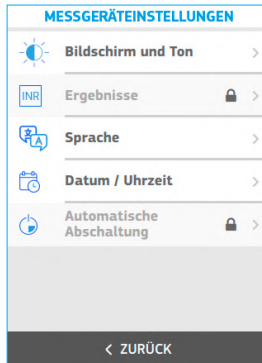 MESSGERÄTEINSTELLUNGEN
Bildschirm und Ton
INR
Ergebnisse
A
Sprache
Datum / Uhrzeit
Automatische
Abschaltung
< ZURÜCK